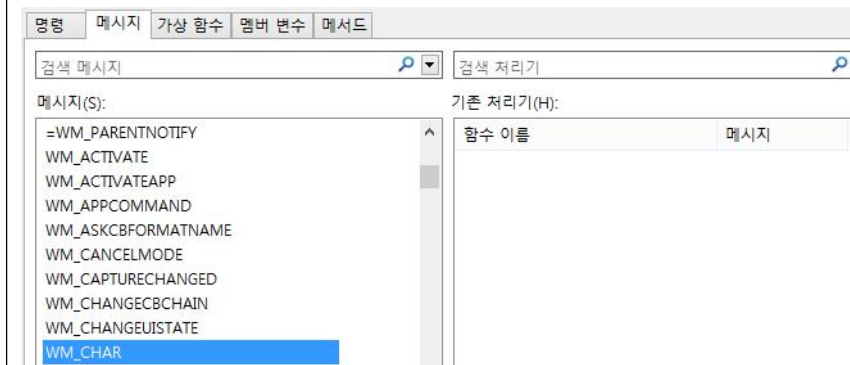 명령 메시지 가상 함수 멤버 변수 메서드
검색 메시지 검색 처리기
메시지(S): 기존 처리기(H):
=WM_PARENTNOTIFY 함수 이름 메시지
WM_ACTIVATE
WM_ACTIVATEAPP
WM_APPCOMMAND
WM_ASKCBFORMATNAME
WM_CANCELMODE
WM_CAPTURECHANGED
WM_CHANGECBCHAIN
WM_CHANGEUISTATE
WM_CHAR